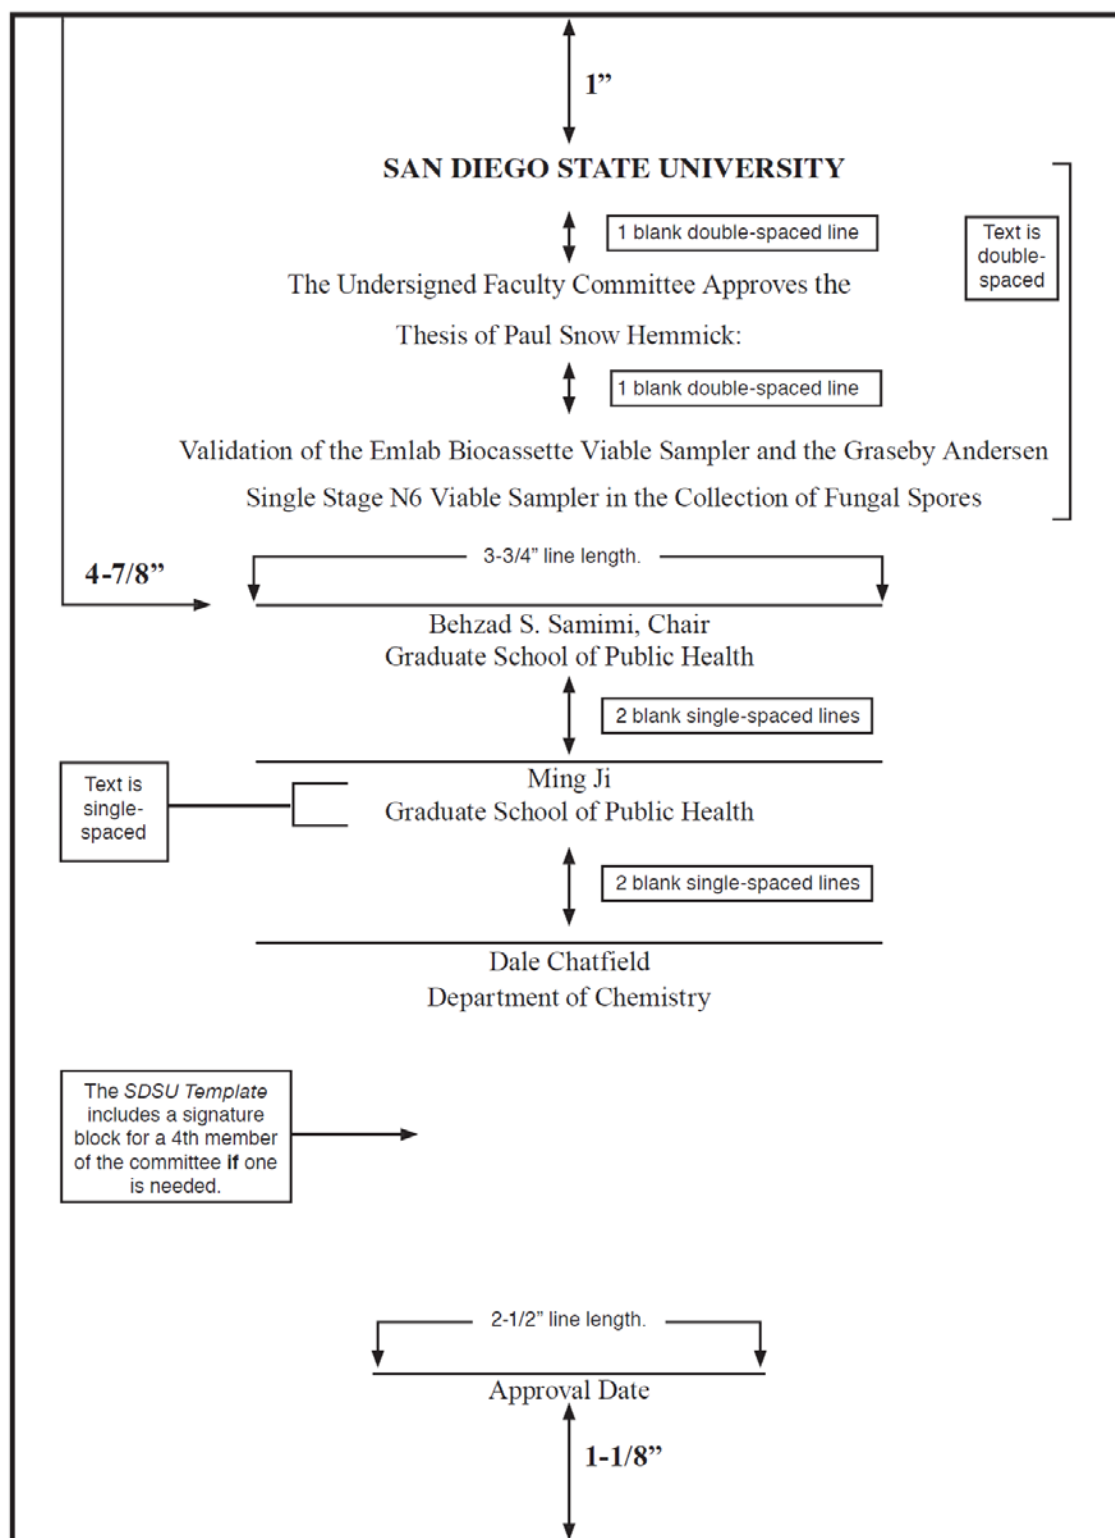 1”
SAN DIEGO STATE UNIVERSITY
1 blank double-spaced line
Text is
double-
spaced
The Undersigned Faculty Committee Approves the
Thesis of Paul Snow Hemmick:
1 blank double-spaced line
Validation of the Emlab Biocassette Viable Sampler and the Graseby Andersen
Single Stage N6 Viable Sampler in the Collection of Fungal Spores
3-3/4” line length.
4-7/8”
Behzad S. Samimi, Chair
Graduate School of Public Health
2 blank single-spaced lines
Text is
single-
spaced
Ming Ji
Graduate School of Public Health
2 blank single-spaced lines
Dale Chatfield
Department of Chemistry
The SDSU Template
includes a signature
block for a 4th member
of the committee if one
is needed.
2-1/2” line length.
Approval Date
1-1/8”